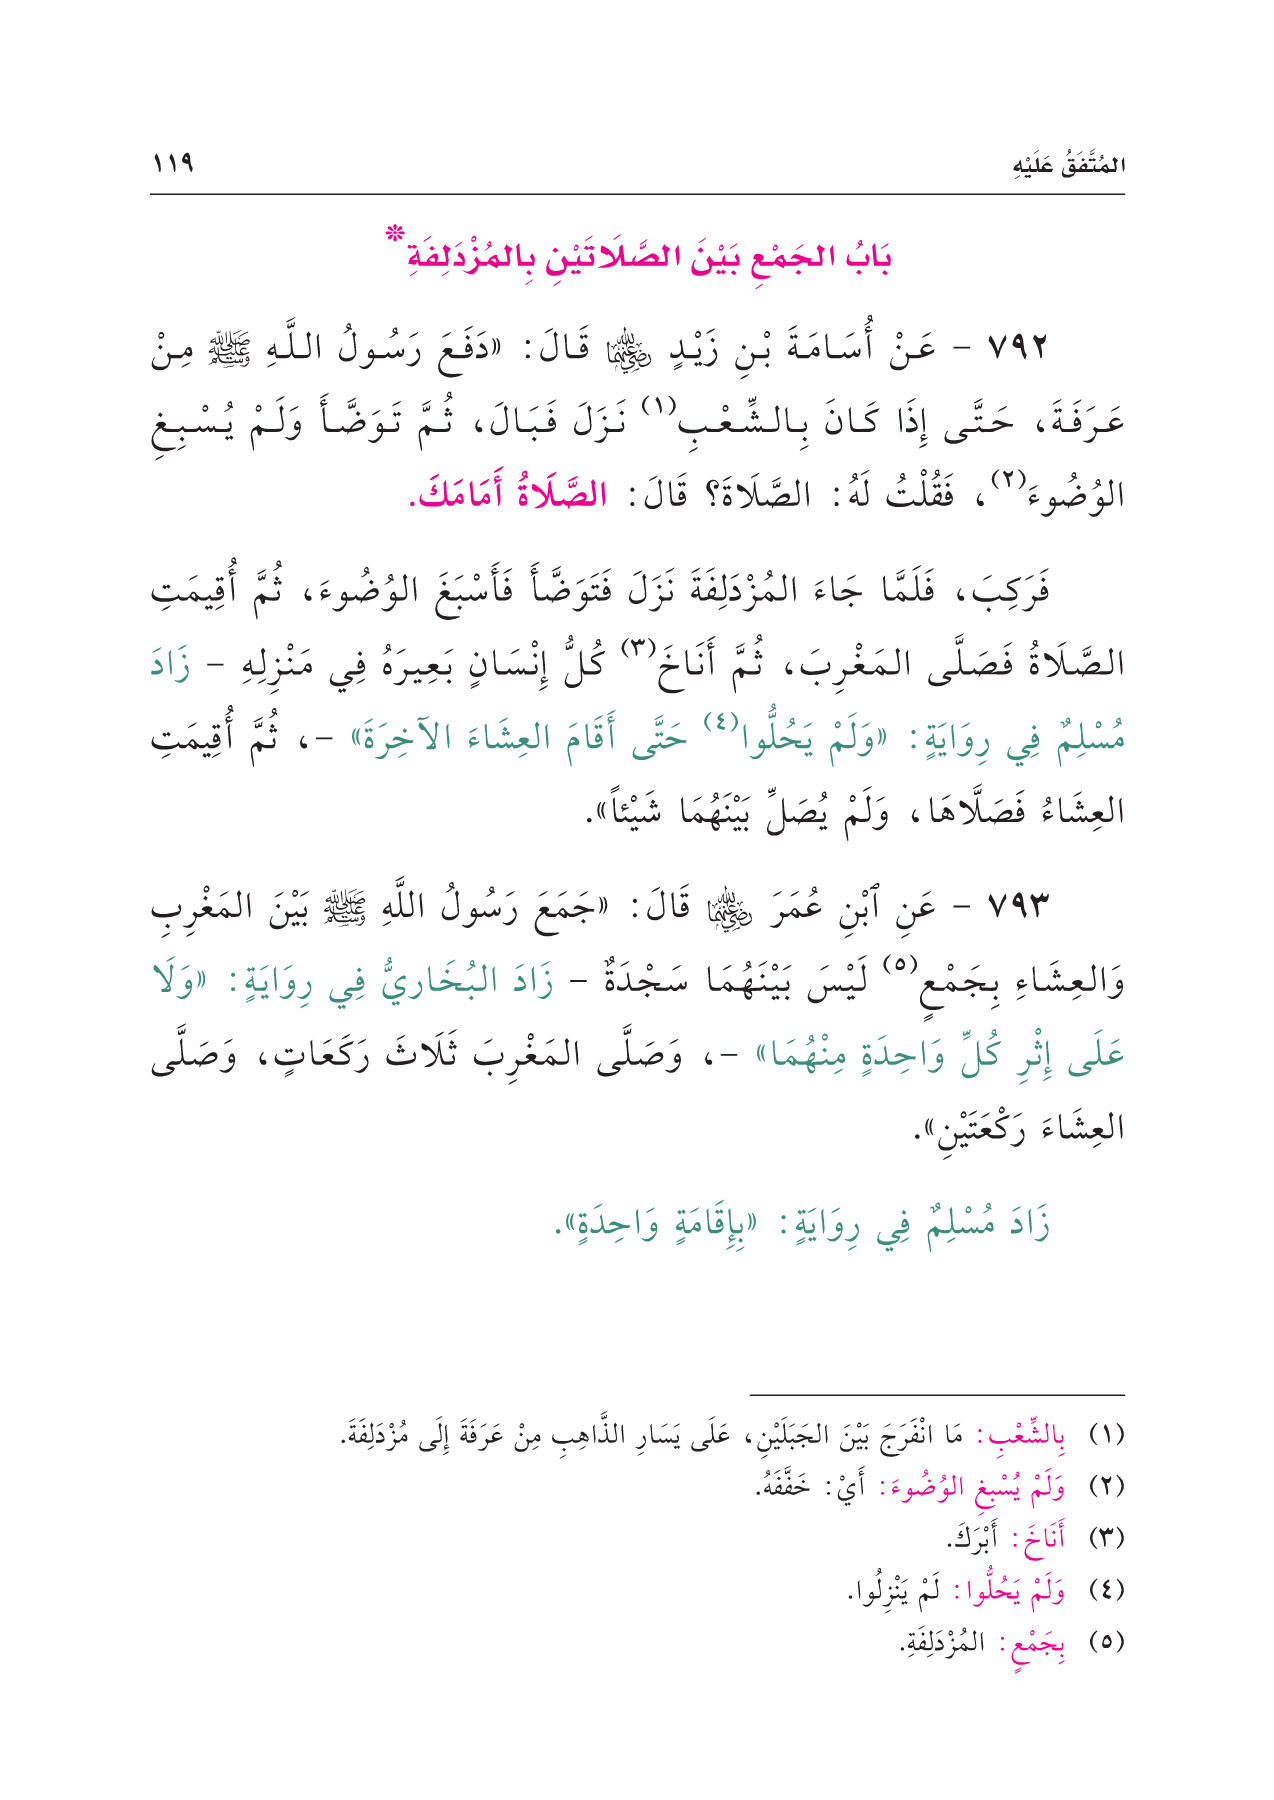 المُتَّفَقُ عَلَيْهِ ١١٩
بَابُ الجَمْعِ بَيْنَ الصَّلَاتَيْنِ بِالمُزْدَلِفَةِ*
٧٩٢ - عَنْ أُسَامَةَ بْنِ زَيْدٍ رضي الله عنهما قَالَ: «دَفَعَ رَسُولُ اللَّهِ ﷺ مِنْ
عَرَفَةَ، حَتَّى إِذَا كَانَ بِالشِّعْبِ(١) نَزَلَ فَبَالَ، ثُمَّ تَوَضَّأَ وَلَمْ يُسْبِغِ
الوُضُوءَ(٢)، فَقُلْتُ لَهُ: الصَّلَاةَ؟ قَالَ: الصَّلَاةُ أَمَامَكَ.
فَرَكِبَ، فَلَمَّا جَاءَ المُزْدَلِفَةَ نَزَلَ فَتَوَضَّأَ فَأَسْبَغَ الوُضُوءَ، ثُمَّ أُقِيمَتِ
الصَّلَاةُ فَصَلَّى المَغْرِبَ، ثُمَّ أَنَاخَ(٣) كُلُّ إِنْسَانٍ بَعِيرَهُ فِي مَنْزِلِهِ - زَادَ
مُسْلِمٌ فِي رِوَايَةٍ: «وَلَمْ يَحُلُّوا(٤) حَتَّى أَقَامَ العِشَاءَ الآخِرَةَ» -، ثُمَّ أُقِيمَتِ
العِشَاءُ فَصَلَّاهَا، وَلَمْ يُصَلِّ بَيْنَهُمَا شَيْئاً».
٧٩٣ - عَنِ ٱبْنِ عُمَرَ رضي الله عنهما قَالَ: «جَمَعَ رَسُولُ اللَّهِ ﷺ بَيْنَ المَغْرِبِ
وَالعِشَاءِ بِجَمْعٍ(٥) لَيْسَ بَيْنَهُمَا سَجْدَةٌ - زَادَ البُخَارِيُّ فِي رِوَايَةٍ: «وَلَا
عَلَى إِثْرِ كُلِّ وَاحِدَةٍ مِنْهُمَا» -، وَصَلَّى المَغْرِبَ ثَلَاثَ رَكَعَاتٍ، وَصَلَّى
العِشَاءَ رَكْعَتَيْنِ».
زَادَ مُسْلِمٌ فِي رِوَايَةٍ: «بِإِقَامَةٍ وَاحِدَةٍ».
(١) بِالشِّعْبِ: مَا انْفَرَجَ بَيْنَ الجَبَلَيْنِ، عَلَى يَسَارِ الذَّاهِبِ مِنْ عَرَفَةَ إِلَى مُزْدَلِفَةَ.
(٢) وَلَمْ يُسْبِغِ الوُضُوءَ: أَيْ: خَفَّفَهُ.
(٣) أَنَاخَ: أَبْرَكَ.
(٤) وَلَمْ يَحُلُّوا: لَمْ يَنْزِلُوا.
(٥) بِجَمْعٍ: المُزْدَلِفَةِ.